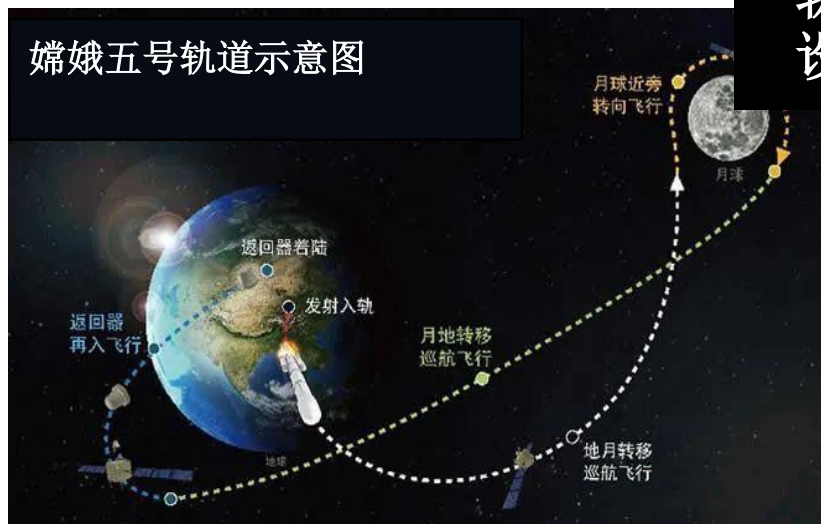 嫦娥五号轨道示意图
月球近旁
转向飞行
月球
返回器着陆
发射入轨
返回器
再入飞行
月地转移
巡航飞行
地月转移
巡航飞行
地球
设